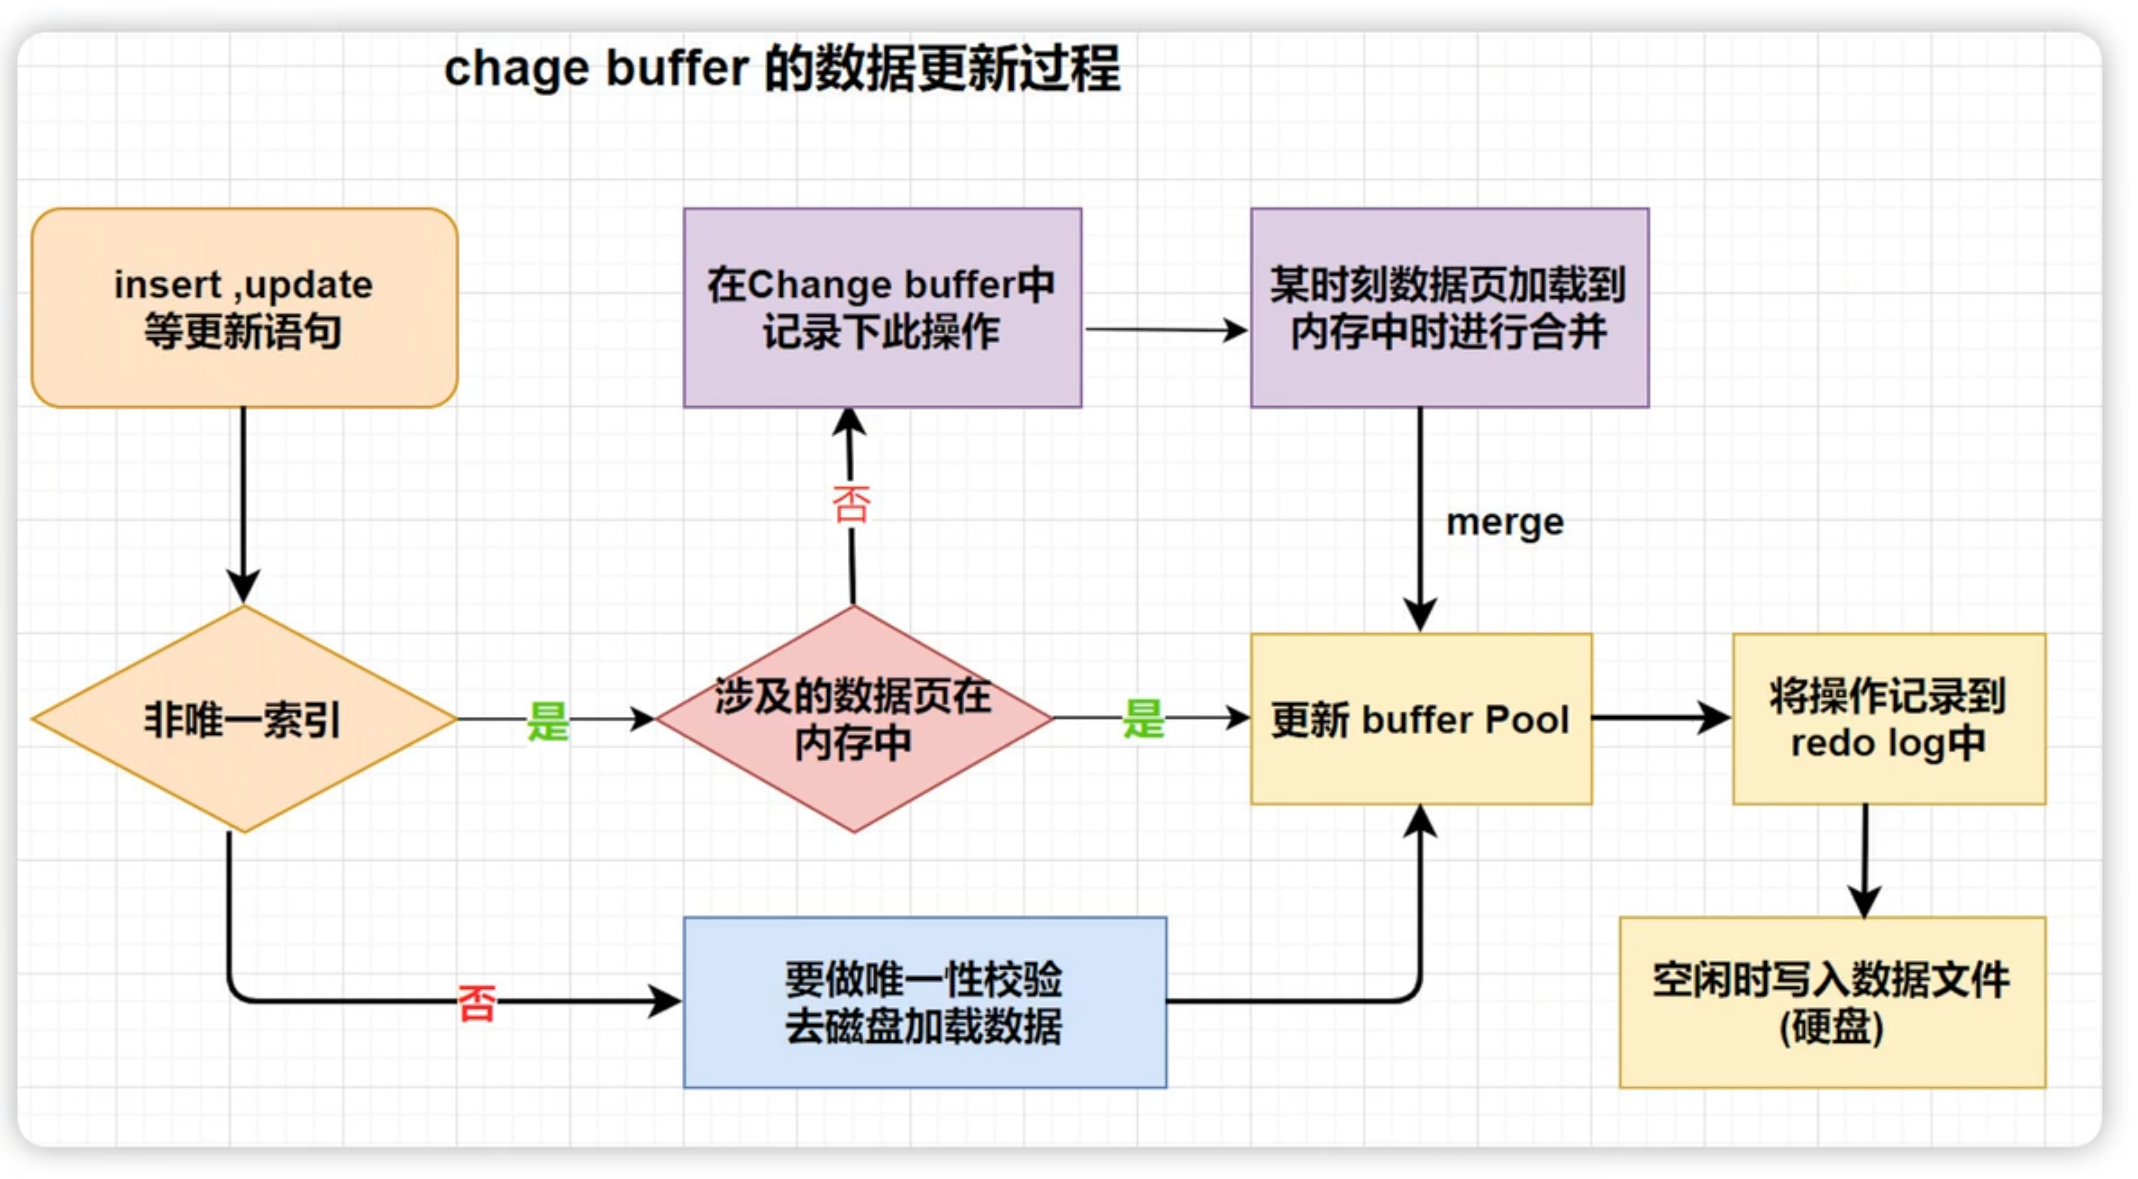 chage buffer 的数据更新过程
insert ,update
等更新语句
在Change buffer中
记录下此操作
某时刻数据页加载到
内存中时进行合并
否
merge
非唯一索引
是
涉及的数据页在
内存中
是
更新 buffer Pool
将操作记录到
redo log中
否
要做唯一性校验
去磁盘加载数据
空闲时写入数据文件
(硬盘)